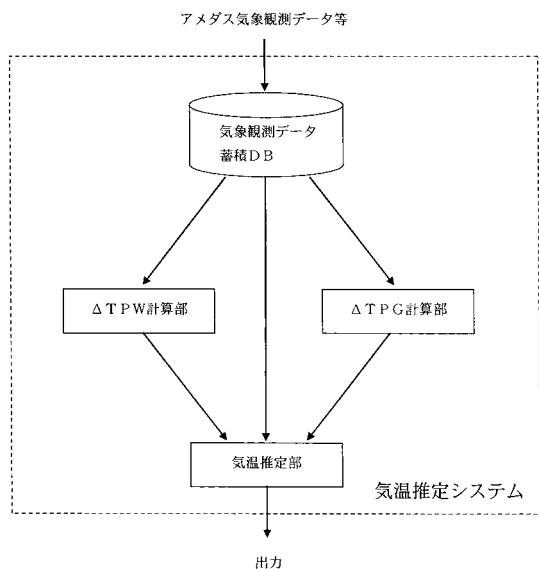 アメダス気象観測データ等
気象観測データ
蓄積DB
ΔTPW計算部
ΔTPG計算部
気温推定部
気温推定システム
出力